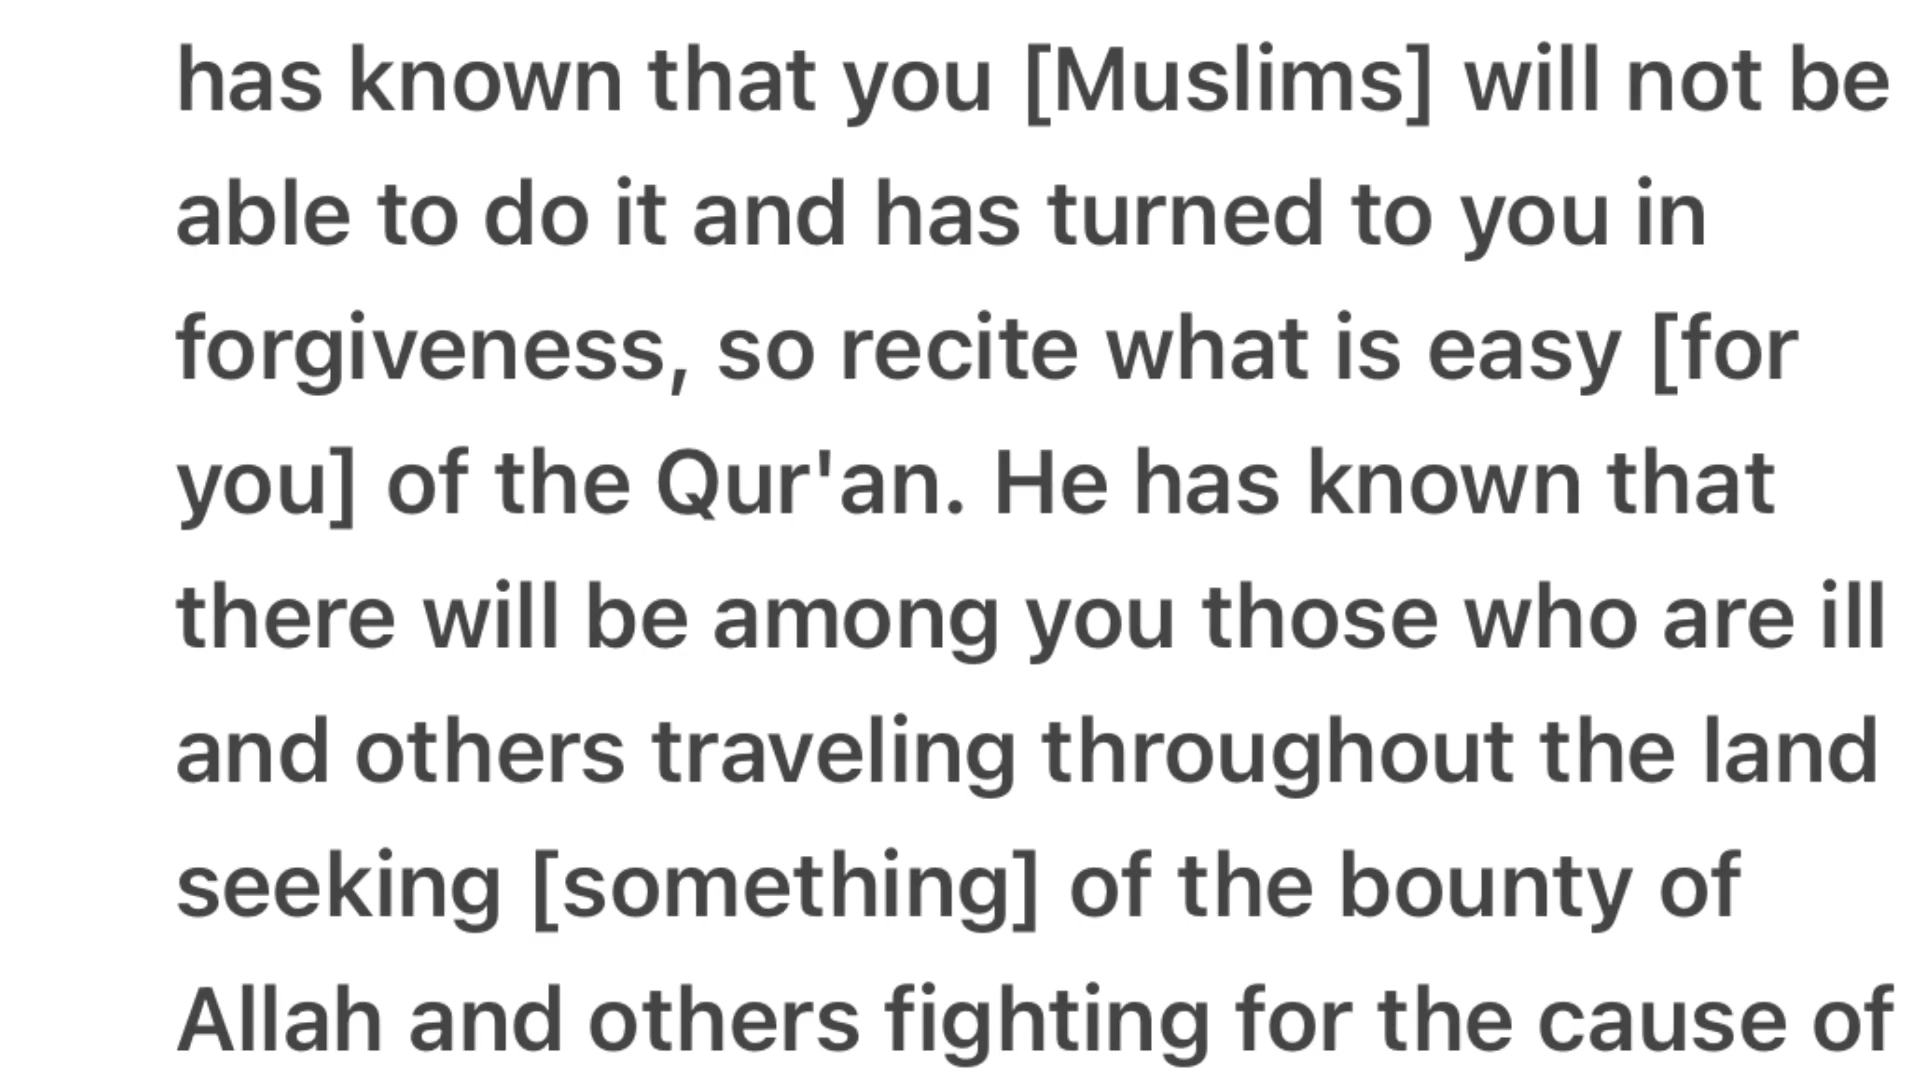 has known that you [Muslims] will not be
able to do it and has turned to you in
forgiveness, so recite what is easy [for
you] of the Qur'an. He has known that
there will be among you those who are ill
and others traveling throughout the land
seeking [something] of the bounty of
Allah and others fighting for the cause of